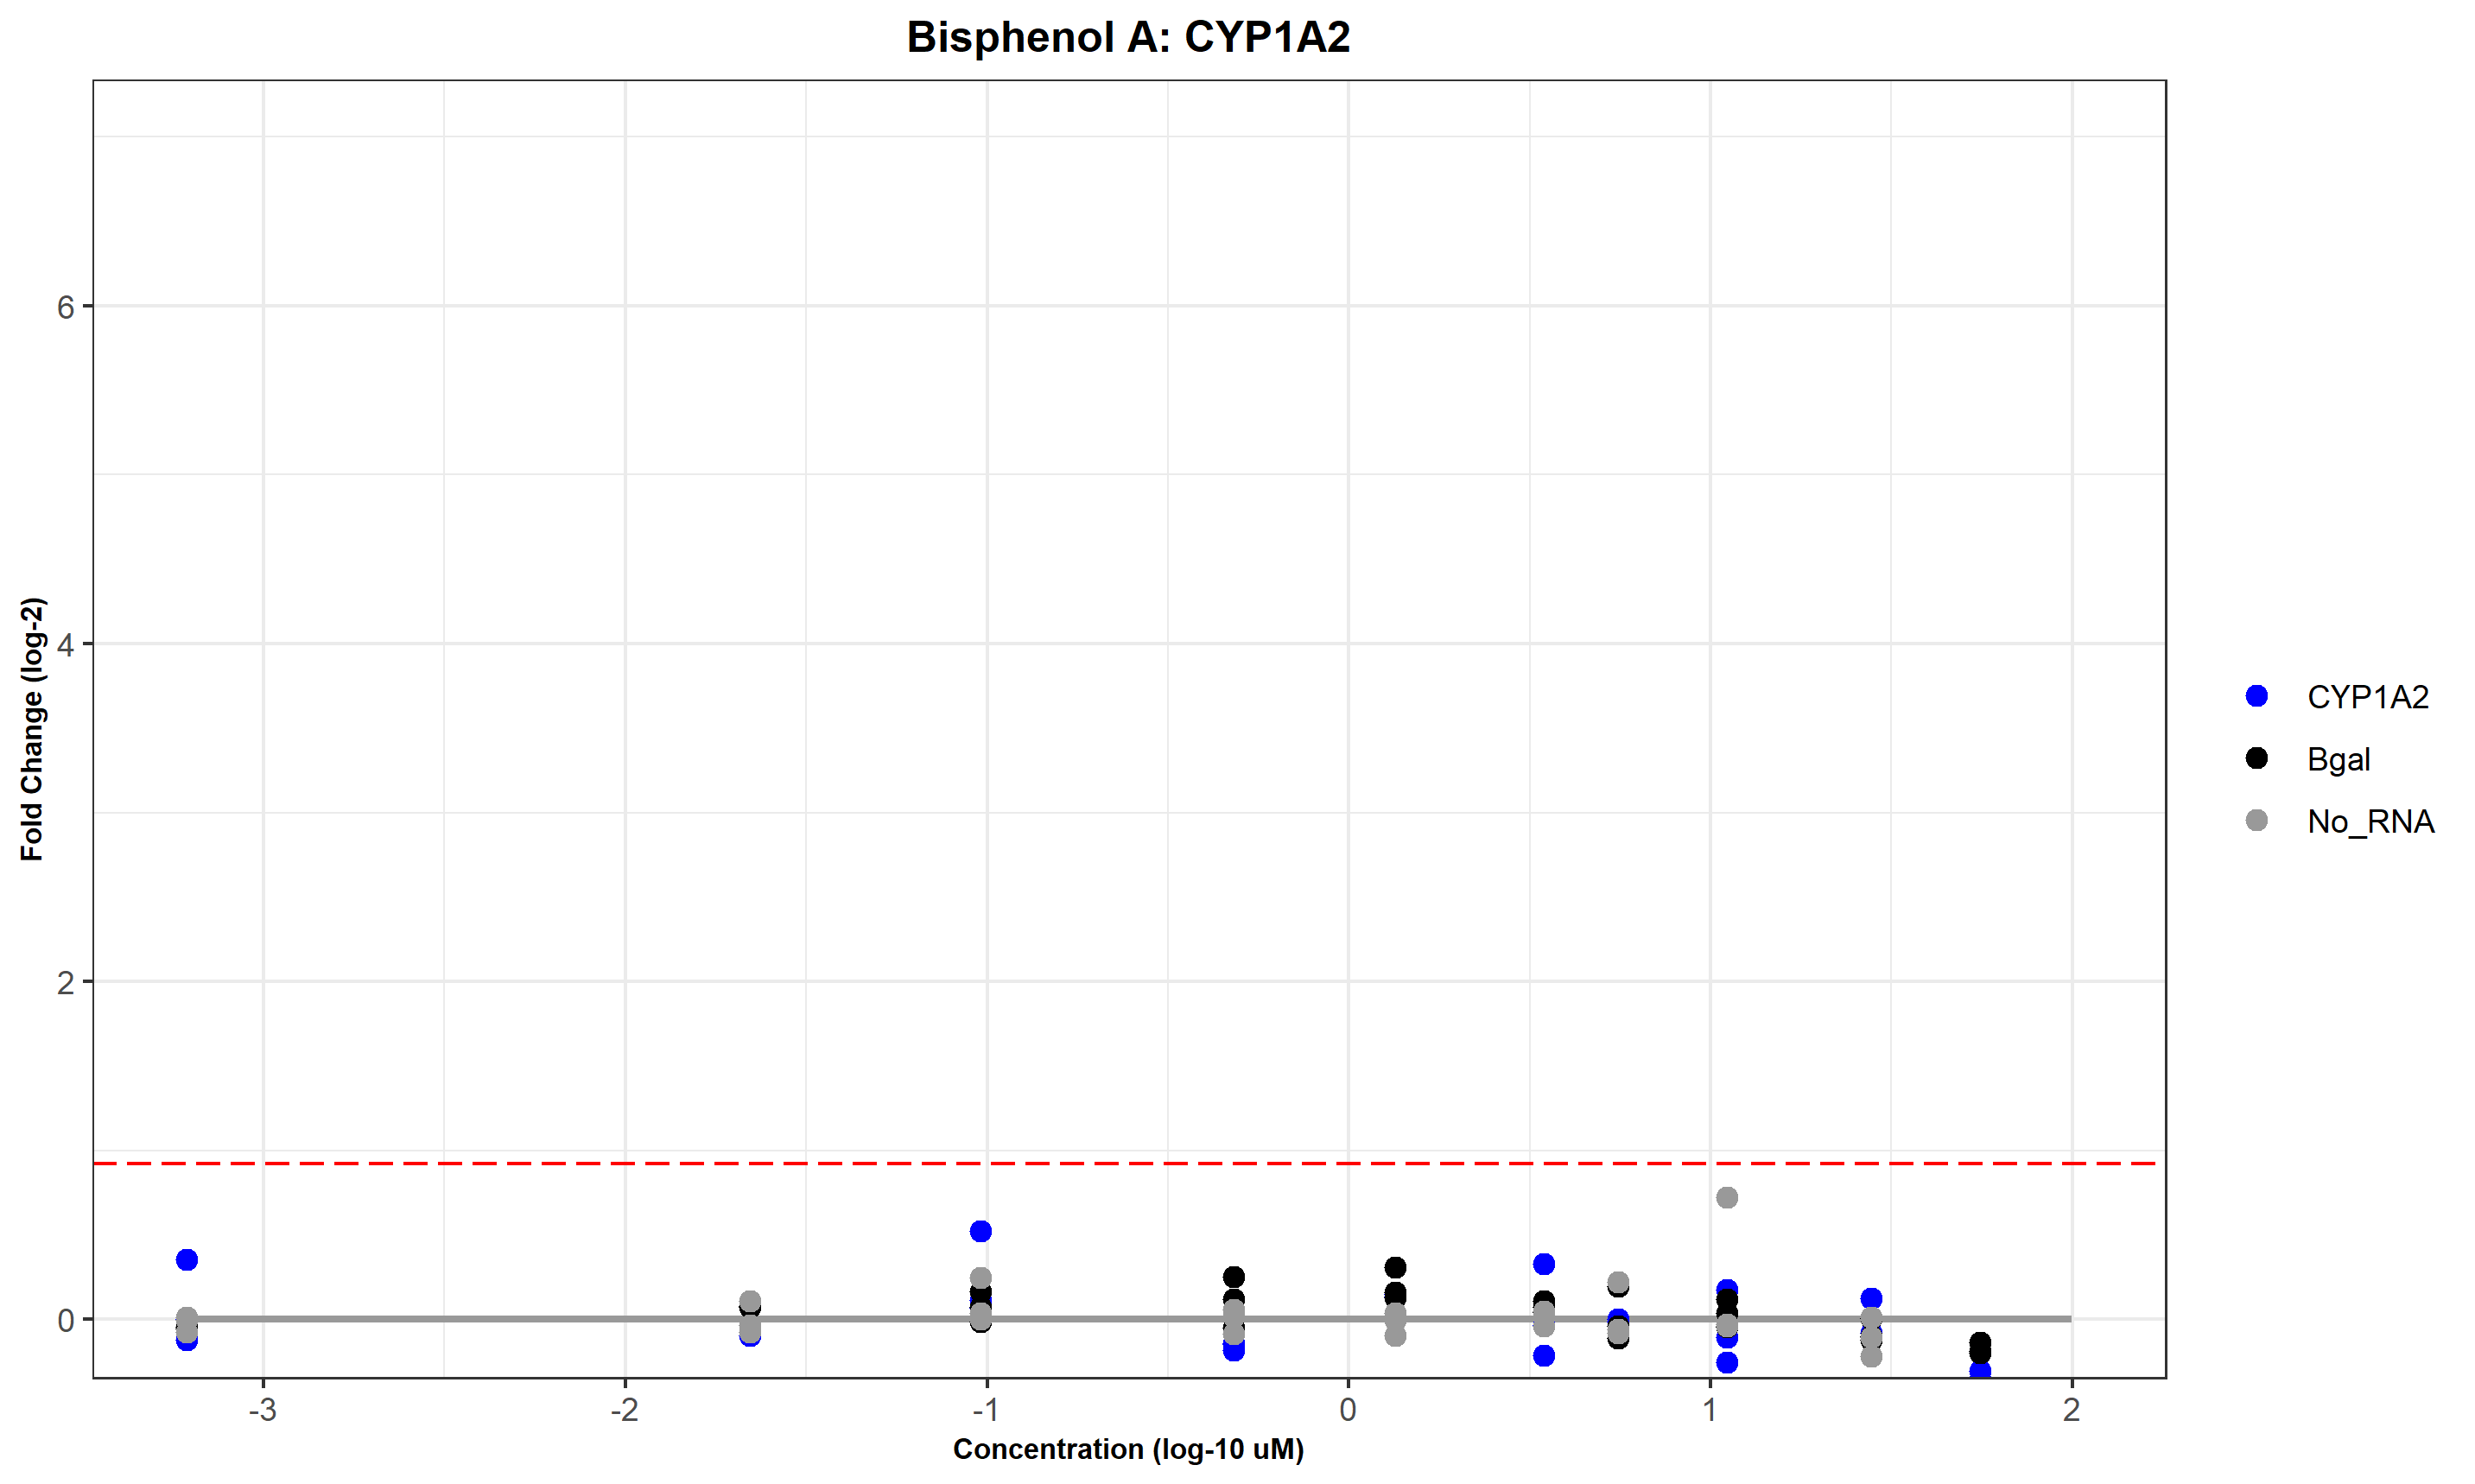 Bisphenol A: CYP1A2
Fold Change (log-2)
6
4
2
0
-3
-2
-1
0
1
2
Concentration (log-10 uM)
CYP1A2
Bgal
No_RNA